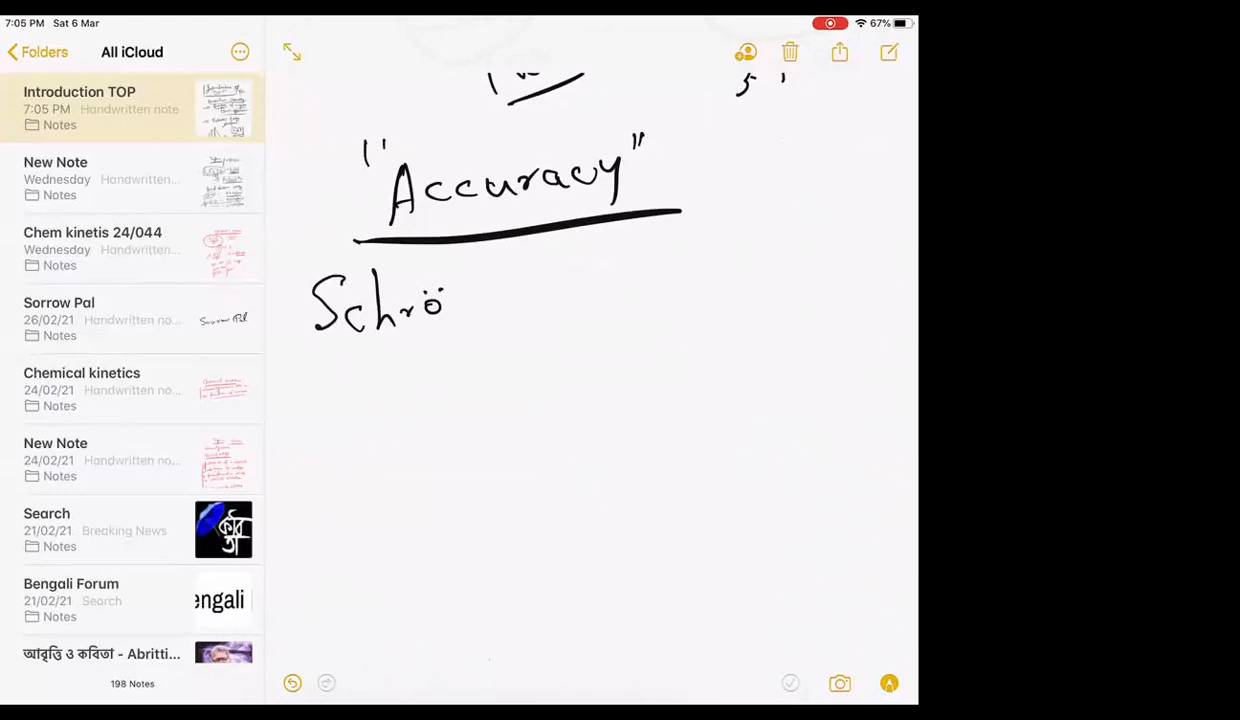 7:05 PM Sat 6 Mar
67%
Folders
All iCloud
Introduction TOP
7:05 PM Handwritten note
Notes
New Note
Wednesday Handwritten...
Notes
Chem kinetis 24/044
Wednesday Handwritten...
Notes
Sorrow Pal
26/02/21 Handwritten no...
Notes
Chemical kinetics
24/02/21 Handwritten no...
Notes
New Note
24/02/21 Handwritten no...
Notes
Search
21/02/21 Breaking News
Notes
কবি
তা
Bengali Forum
21/02/21 Search
Notes
engali
আবৃত্তি ও কবিতা - Abritti...
198 Notes
"Accuracy"
Schrö